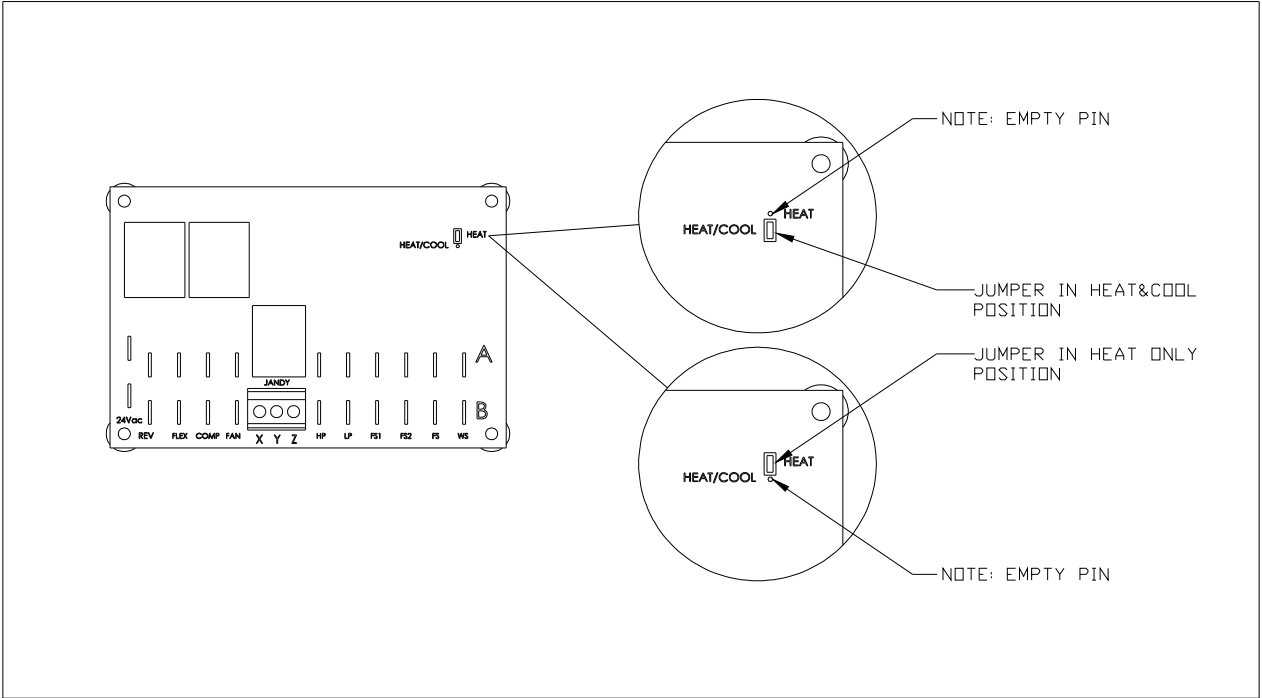 HEAT/COOL
HEAT
A
JANDY
B
24Vac
REV FLEX COMP FAN X Y Z HP LP FS1 FS2 FS WS
NOTE: EMPTY PIN
HEAT
HEAT/COOL
JUMPER IN HEAT&COOL
POSITION
JUMPER IN HEAT ONLY
POSITION
HEAT
HEAT/COOL
NOTE: EMPTY PIN